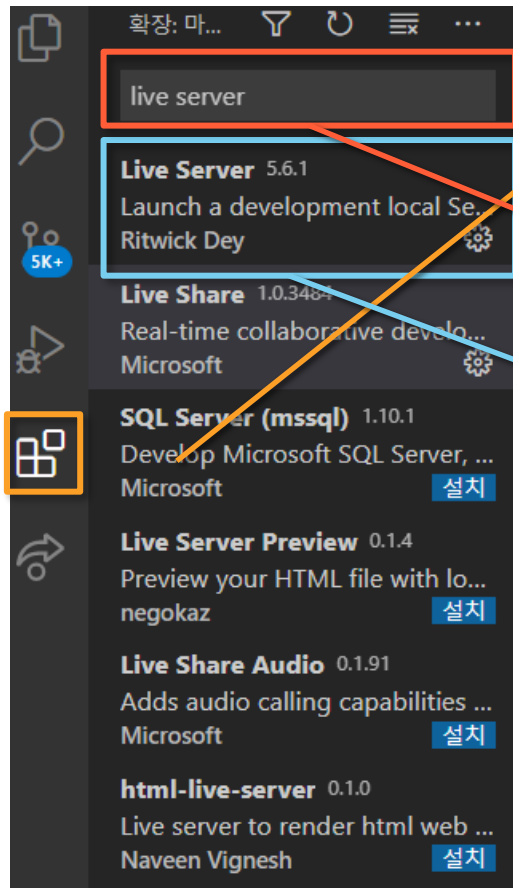 확장: 마...
live server
Live Server 5.6.1
Launch a development local Se...
Ritwick Dey
5K+
Live Share 1.0.3484
Real-time collaborative develo...
Microsoft
SQL Server (mssql) 1.10.1
Develop Microsoft SQL Server, ...
Microsoft 설치
Live Server Preview 0.1.4
Preview your HTML file with lo...
negokaz 설치
Live Share Audio 0.1.91
Adds audio calling capabilities ...
Microsoft 설치
html-live-server 0.1.0
Live server to render html web ...
Naveen Vignesh 설치